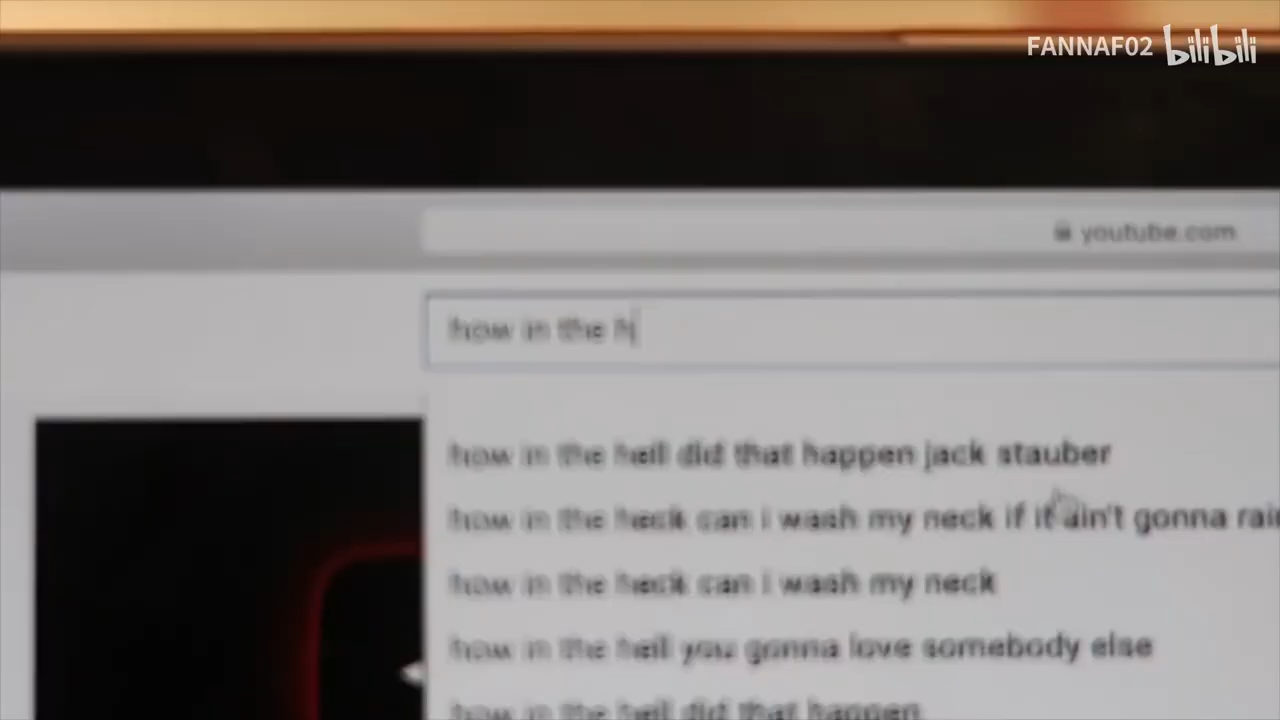 FANNAF02 bilibili
youtube.com
how in the h
how in the hell did that happen jack stauber
how in the heck can i wash my neck if it ain't gonna
how in the heck can i wash my neck
how in the hell you gonna love somebody else
how in the hell did that happen